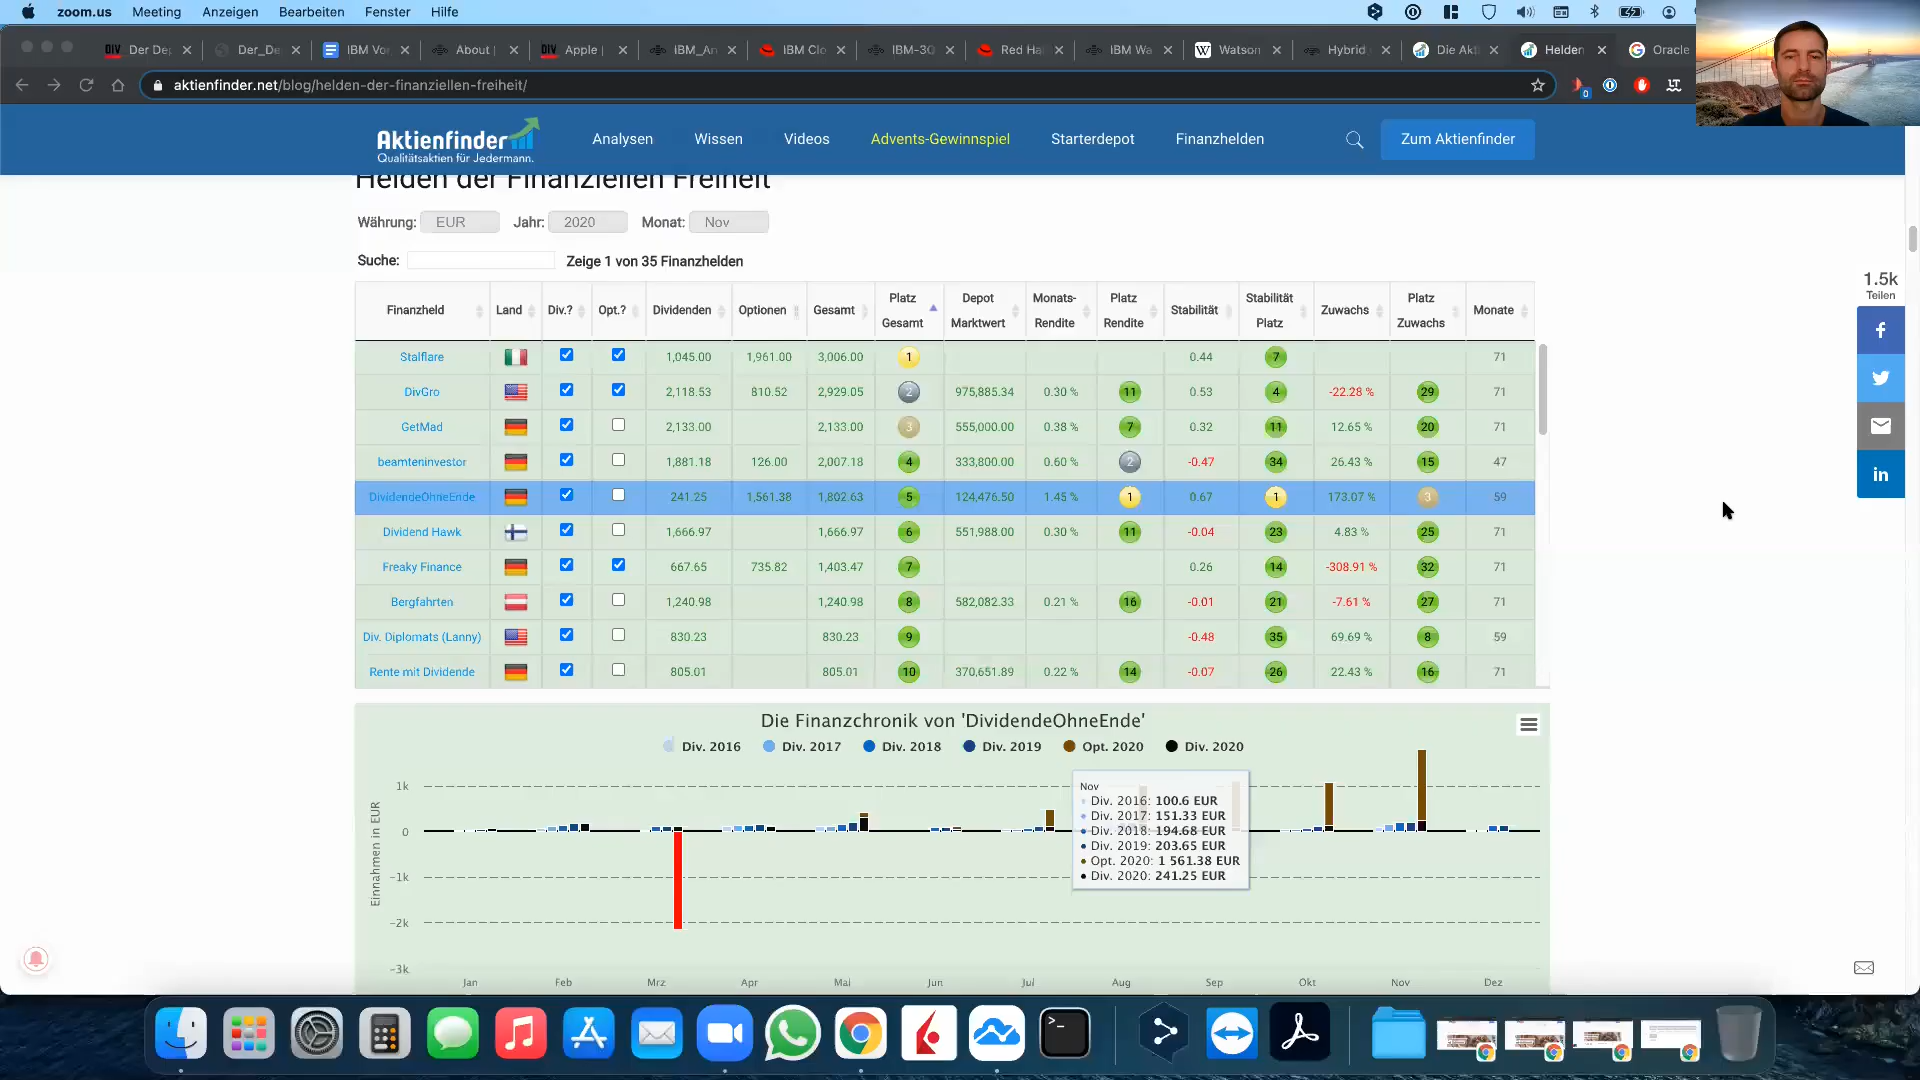 zoom.us Meeting Anzeigen Bearbeiten Fenster Hilfe
Der De Der_De IBM Vor About Apple IBM_An IBM Clo IBM-3Q Red Ha IBM Wa Watson Hybrid Die Akt Helden Oracle
aktienfinder.net/blog/helden-der-finanziellen-freiheit/
0
Aktienfinder
Qualitätsaktien für Jedermann.
Analysen Wissen Videos Advents-Gewinnspiel Starterdepot Finanzhelden Zum Aktienfinder
Helden der Finanziellen Freiheit
Währung: EUR Jahr: 2020 Monat: Nov
Suche: Zeige 1 von 35 Finanzhelden
1.5k
Teilen
Finanzheld Land Div.? Opt.? Dividenden Optionen Gesamt Platz Gesamt Depot Marktwert Monats-Rendite Platz Rendite Stabilität Stabilität Platz Zuwachs Platz Zuwachs Monate
Stalflare 1,045.00 1,961.00 3,006.00 1 0.44 7 71
DivGro 2,118.53 810.52 2,929.05 2 975,885.34 0.30 % 11 0.53 4 -22.28 % 29 71
GetMad 2,133.00 2,133.00 3 555,000.00 0.38 % 7 0.32 11 12.65 % 20 71
beamteninvestor 1,881.18 126.00 2,007.18 4 333,800.00 0.60 % 2 -0.47 34 26.43 % 15 47
DividendeOhneEnde 241.25 1,561.38 1,802.63 5 124,476.50 1.45 % 1 0.67 1 173.07 % 3 59
Dividend Hawk 1,666.97 1,666.97 6 551,988.00 0.30 % 11 -0.04 23 4.83 % 25 71
Freaky Finance 667.65 735.82 1,403.47 7 0.26 14 -308.91 % 32 71
Bergfahrten 1,240.98 1,240.98 8 582,082.33 0.21 % 16 -0.01 21 -7.61 % 27 71
Div. Diplomats (Lanny) 830.23 830.23 9 -0.48 35 69.69 % 8 59
Rente mit Dividende 805.01 805.01 10 370,651.89 0.22 % 14 -0.07 26 22.43 % 16 71
Die Finanzchronik von 'DividendeOhneEnde'
Div. 2016 Div. 2017 Div. 2018 Div. 2019 Opt. 2020 Div. 2020
Einnahmen in EUR
1k
0
-1k
-2k
-3k
Nov
Div. 2016: 100.6 EUR
Div. 2017: 151.33 EUR
Div. 2018: 194.68 EUR
Div. 2019: 203.65 EUR
Opt. 2020: 1 561.38 EUR
Div. 2020: 241.25 EUR
Jan Feb Mrz Apr Mai Jun Jul Aug Sep Okt Nov Dez